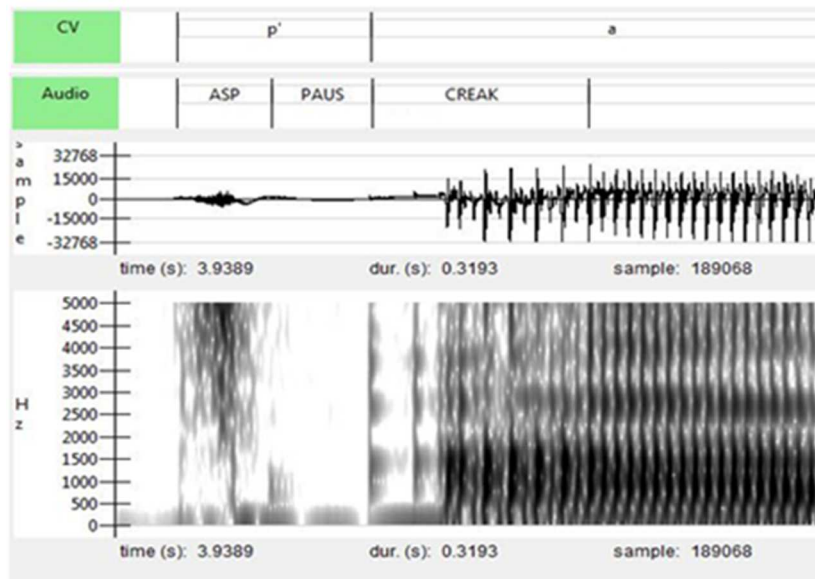 CV p' a
Audio ASP PAUS CREAK
s
a
m
p
l
e
32768
15000
0
-15000
-32768
time (s): 3.9389 dur. (s): 0.3193 sample: 189068
Hz
5000
4500
4000
3500
3000
2500
2000
1500
1000
500
0
time (s): 3.9389 dur. (s): 0.3193 sample: 189068